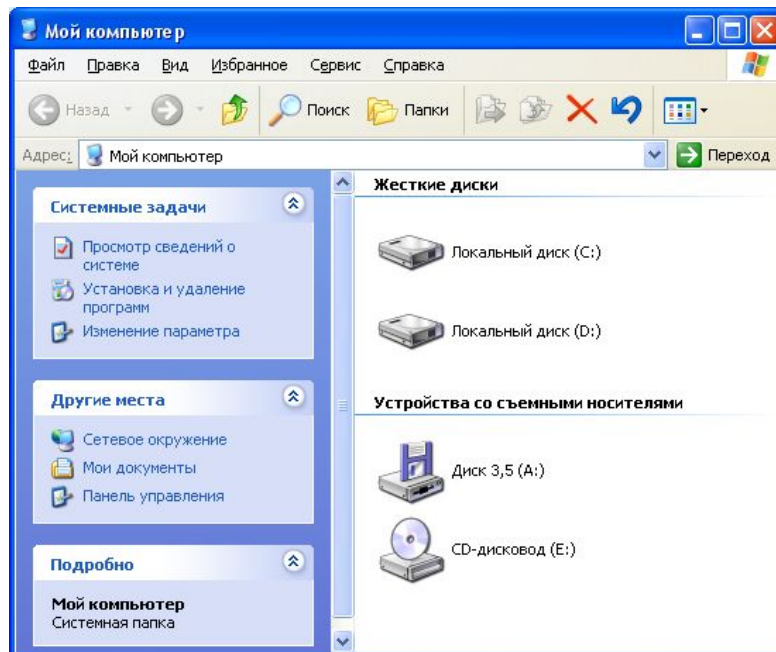 Мой компьютер
Файл Правка Вид Избранное Сервис Справка
Назад Поиск Папки
Адрес: Мой компьютер Переход
Системные задачи
Просмотр сведений о
системе
Установка и удаление
программ
Изменение параметра
Другие места
Сетевое окружение
Мои документы
Панель управления
Подробно
Мой компьютер
Системная папка
Жесткие диски
Локальный диск (C:)
Локальный диск (D:)
Устройства со съемными носителями
Диск 3,5 (A:)
CD-дисковод (E:)